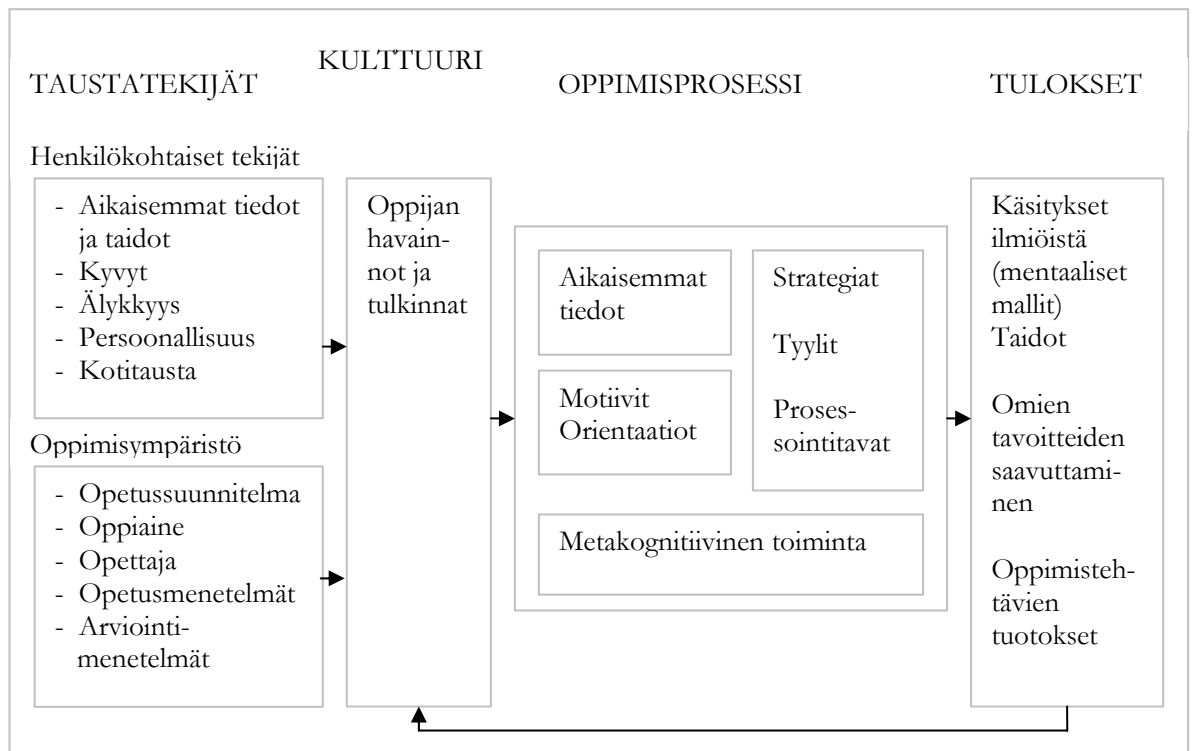 KULTTUURI
TAUSTATEKIJÄT
OPPIMISPROSESSI
TULOKSET
Henkilökohtaiset tekijät
- Aikaisemmat tiedot
ja taidot
- Kyvyt
- Älykkyys
- Persoonallisuus
- Kotitausta
Oppimisympäristö
- Opetussuunnitelma
- Oppiaine
- Opettaja
- Opetusmenetelmät
- Arviointi-
menetelmät
Oppijan
havain-
not ja
tulkinnat
Aikaisemmat
tiedot
Motiivit
Orientaatiot
Strategiat
Tyylit
Proses-
sointitavat
Metakognitiivinen toiminta
Käsitykset
ilmiöistä
(mentaaliset
mallit)
Taidot
Omien
tavoitteiden
saavuttami-
nen
Oppimisteh-
tävien
tuotokset